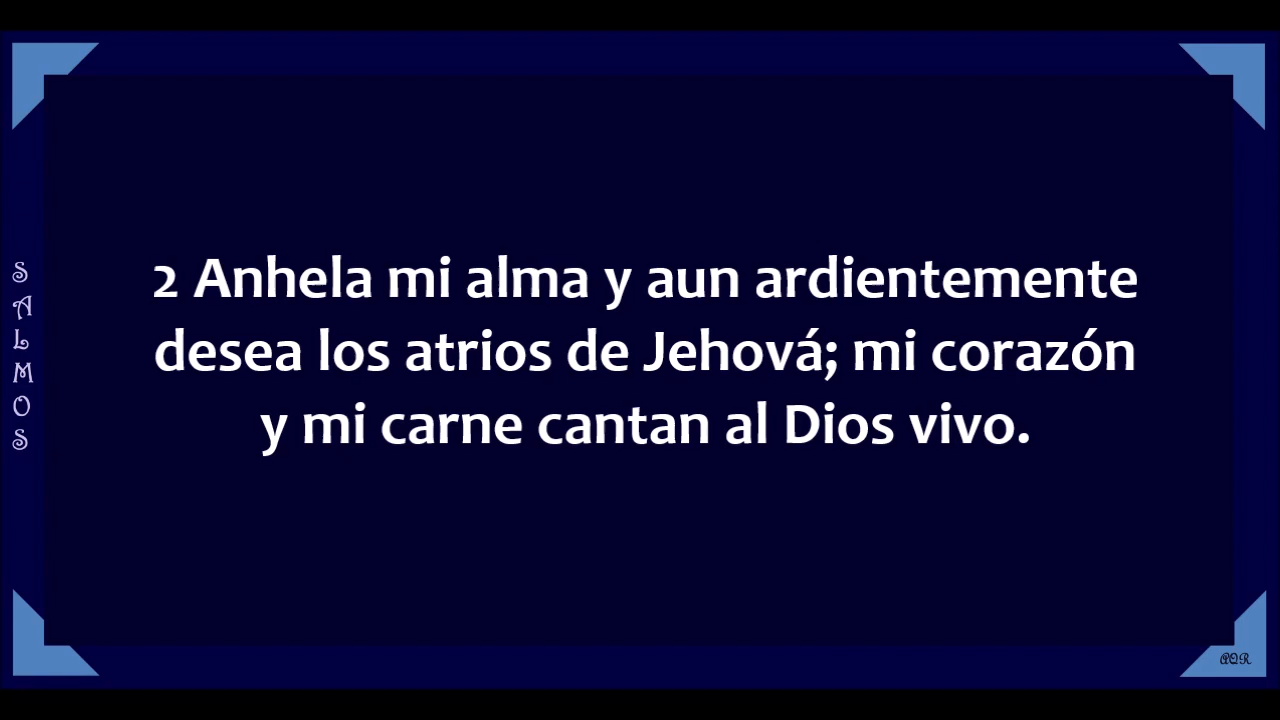 SALMOS
2 Anhela mi alma y aun ardientemente
desea los atrios de Jehová; mi corazón
y mi carne cantan al Dios vivo.